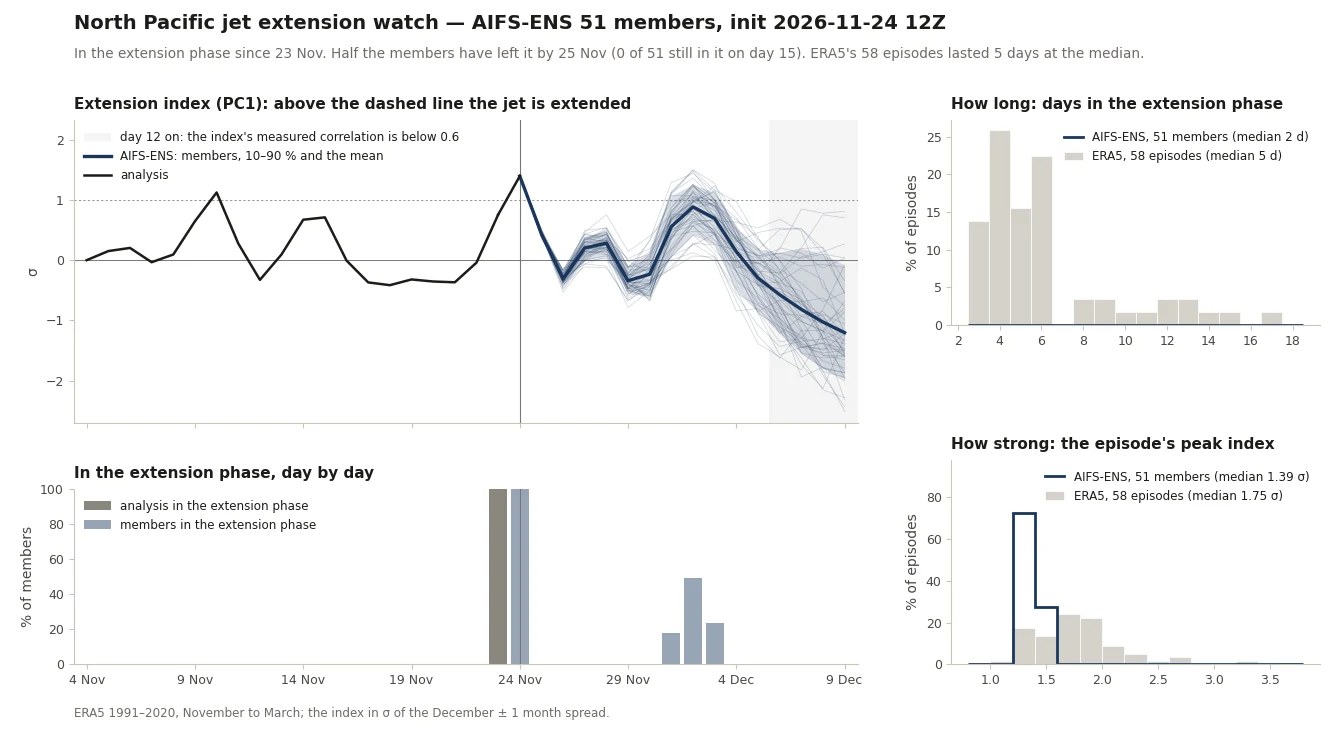 North Pacific jet extension watch — AIFS-ENS 51 members, init 2026-11-24 12Z
In the extension phase since 23 Nov. Half the members have left it by 25 Nov (0 of 51 still in it on day 15). ERA5's 58 episodes lasted 5 days at the median.
Extension index (PC1): above the dashed line the jet is extended
day 12 on: the index's measured correlation is below 0.6
AIFS-ENS: members, 10–90 % and the mean
analysis
σ
2
1
0
−1
−2
How long: days in the extension phase
AIFS-ENS, 51 members (median 2 d)
ERA5, 58 episodes (median 5 d)
% of episodes
25
20
15
10
5
0
2 4 6 8 10 12 14 16 18
In the extension phase, day by day
analysis in the extension phase
members in the extension phase
% of members
100
80
60
40
20
0
4 Nov 9 Nov 14 Nov 19 Nov 24 Nov 29 Nov 4 Dec 9 Dec
How strong: the episode's peak index
AIFS-ENS, 51 members (median 1.39 σ)
ERA5, 58 episodes (median 1.75 σ)
% of episodes
80
60
40
20
0
1.0 1.5 2.0 2.5 3.0 3.5
ERA5 1991–2020, November to March; the index in σ of the December ± 1 month spread.